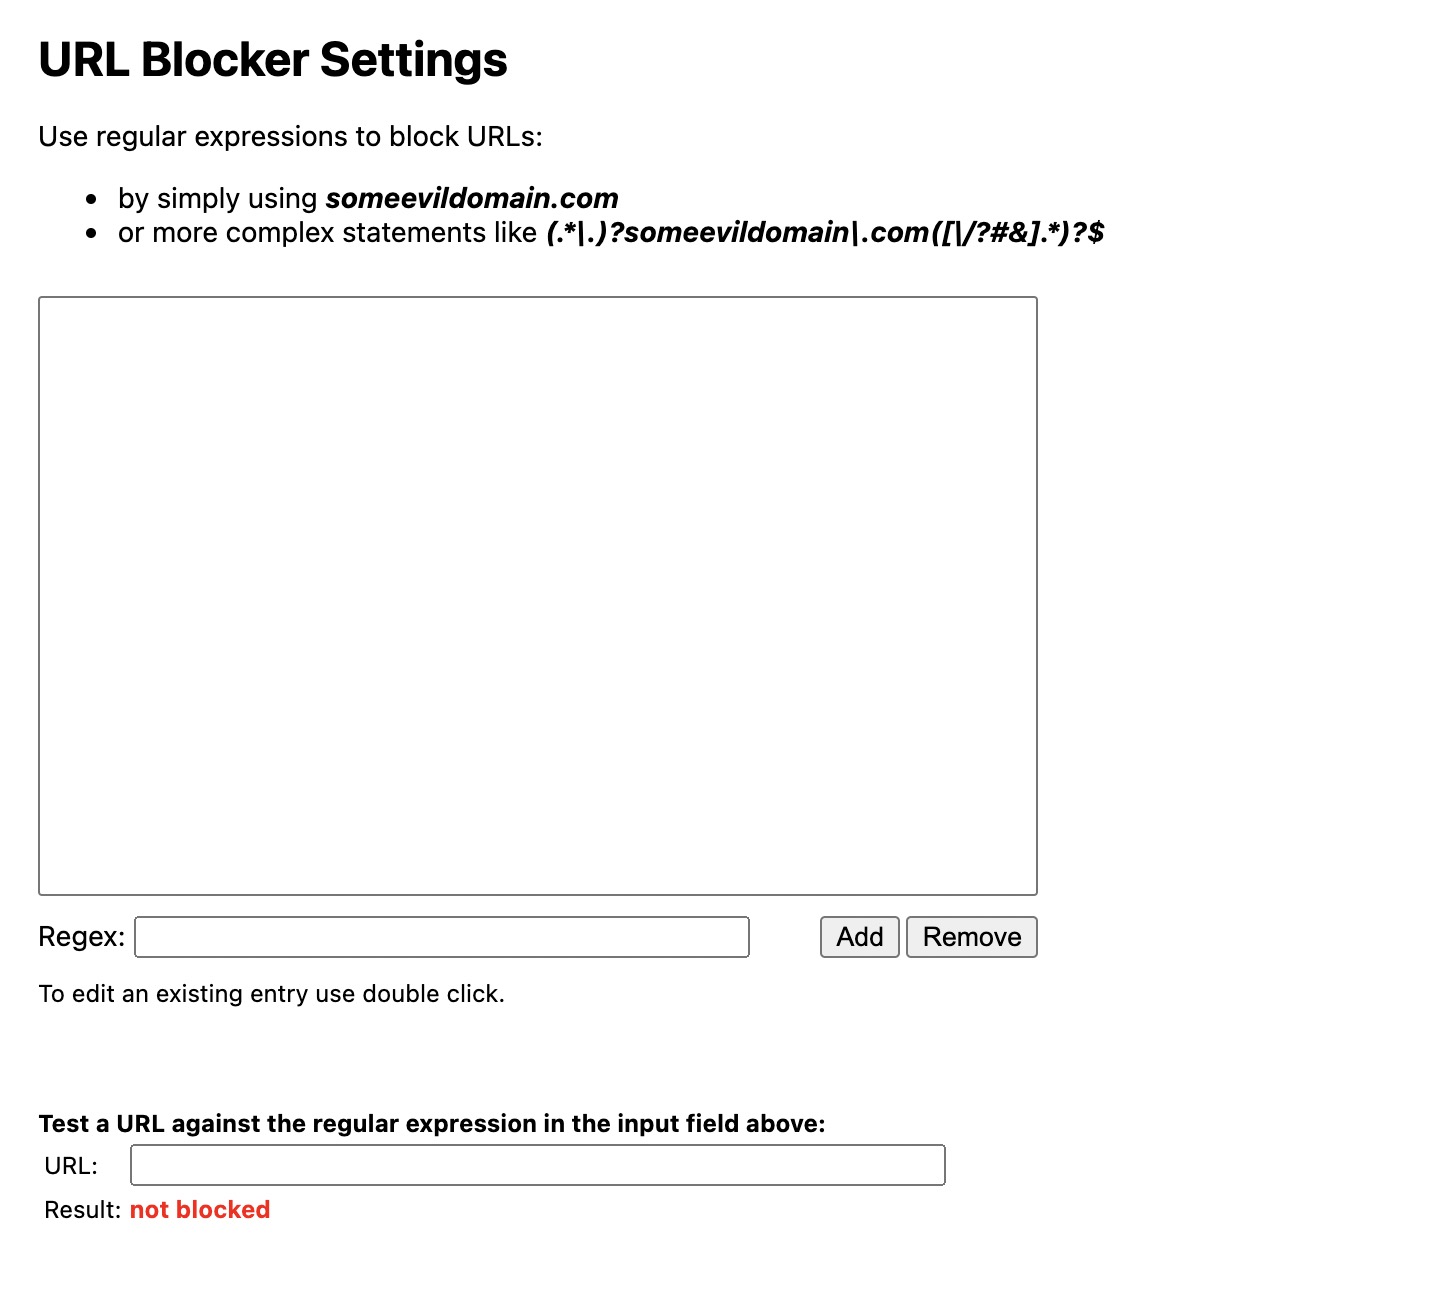 URL Blocker Settings
Use regular expressions to block URLs:
• by simply using someevildomain.com
• or more complex statements like (.*\.)?someevildomain\.com([\/?#&].*)?$
Regex: Add Remove
To edit an existing entry use double click.
Test a URL against the regular expression in the input field above:
URL:
Result: not blocked